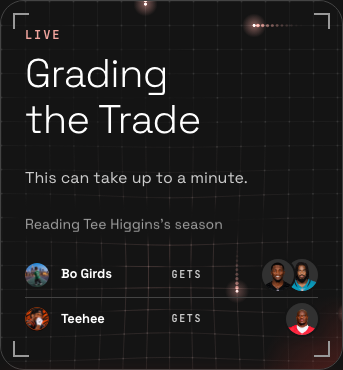 LIVE
Grading
the Trade
This can take up to a minute.
Reading Tee Higgins's season
Bo Girds GETS
Teehee GETS